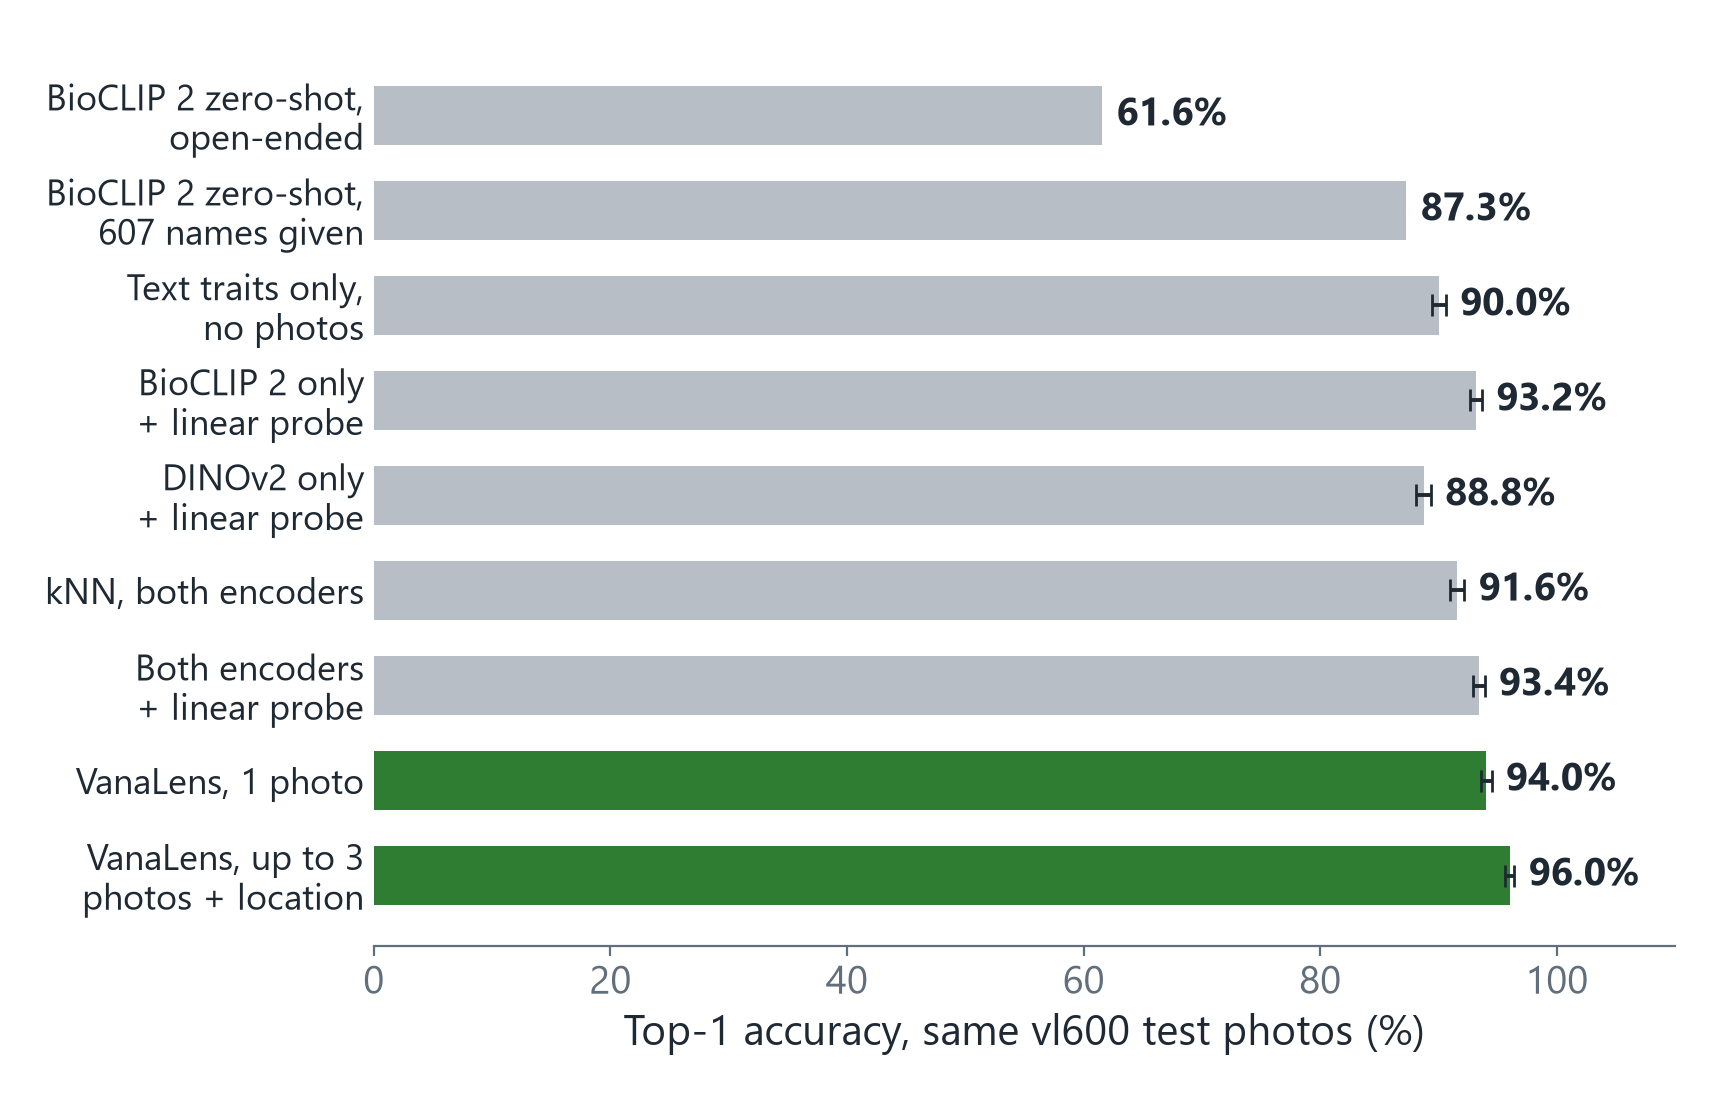 BioCLIP 2 zero-shot,
open-ended
61.6%
BioCLIP 2 zero-shot,
607 names given
87.3%
Text traits only,
no photos
90.0%
BioCLIP 2 only
+ linear probe
93.2%
DINOv2 only
+ linear probe
88.8%
kNN, both encoders
91.6%
Both encoders
+ linear probe
93.4%
VanaLens, 1 photo
94.0%
VanaLens, up to 3
photos + location
96.0%
0 20 40 60 80 100
Top-1 accuracy, same vl600 test photos (%)